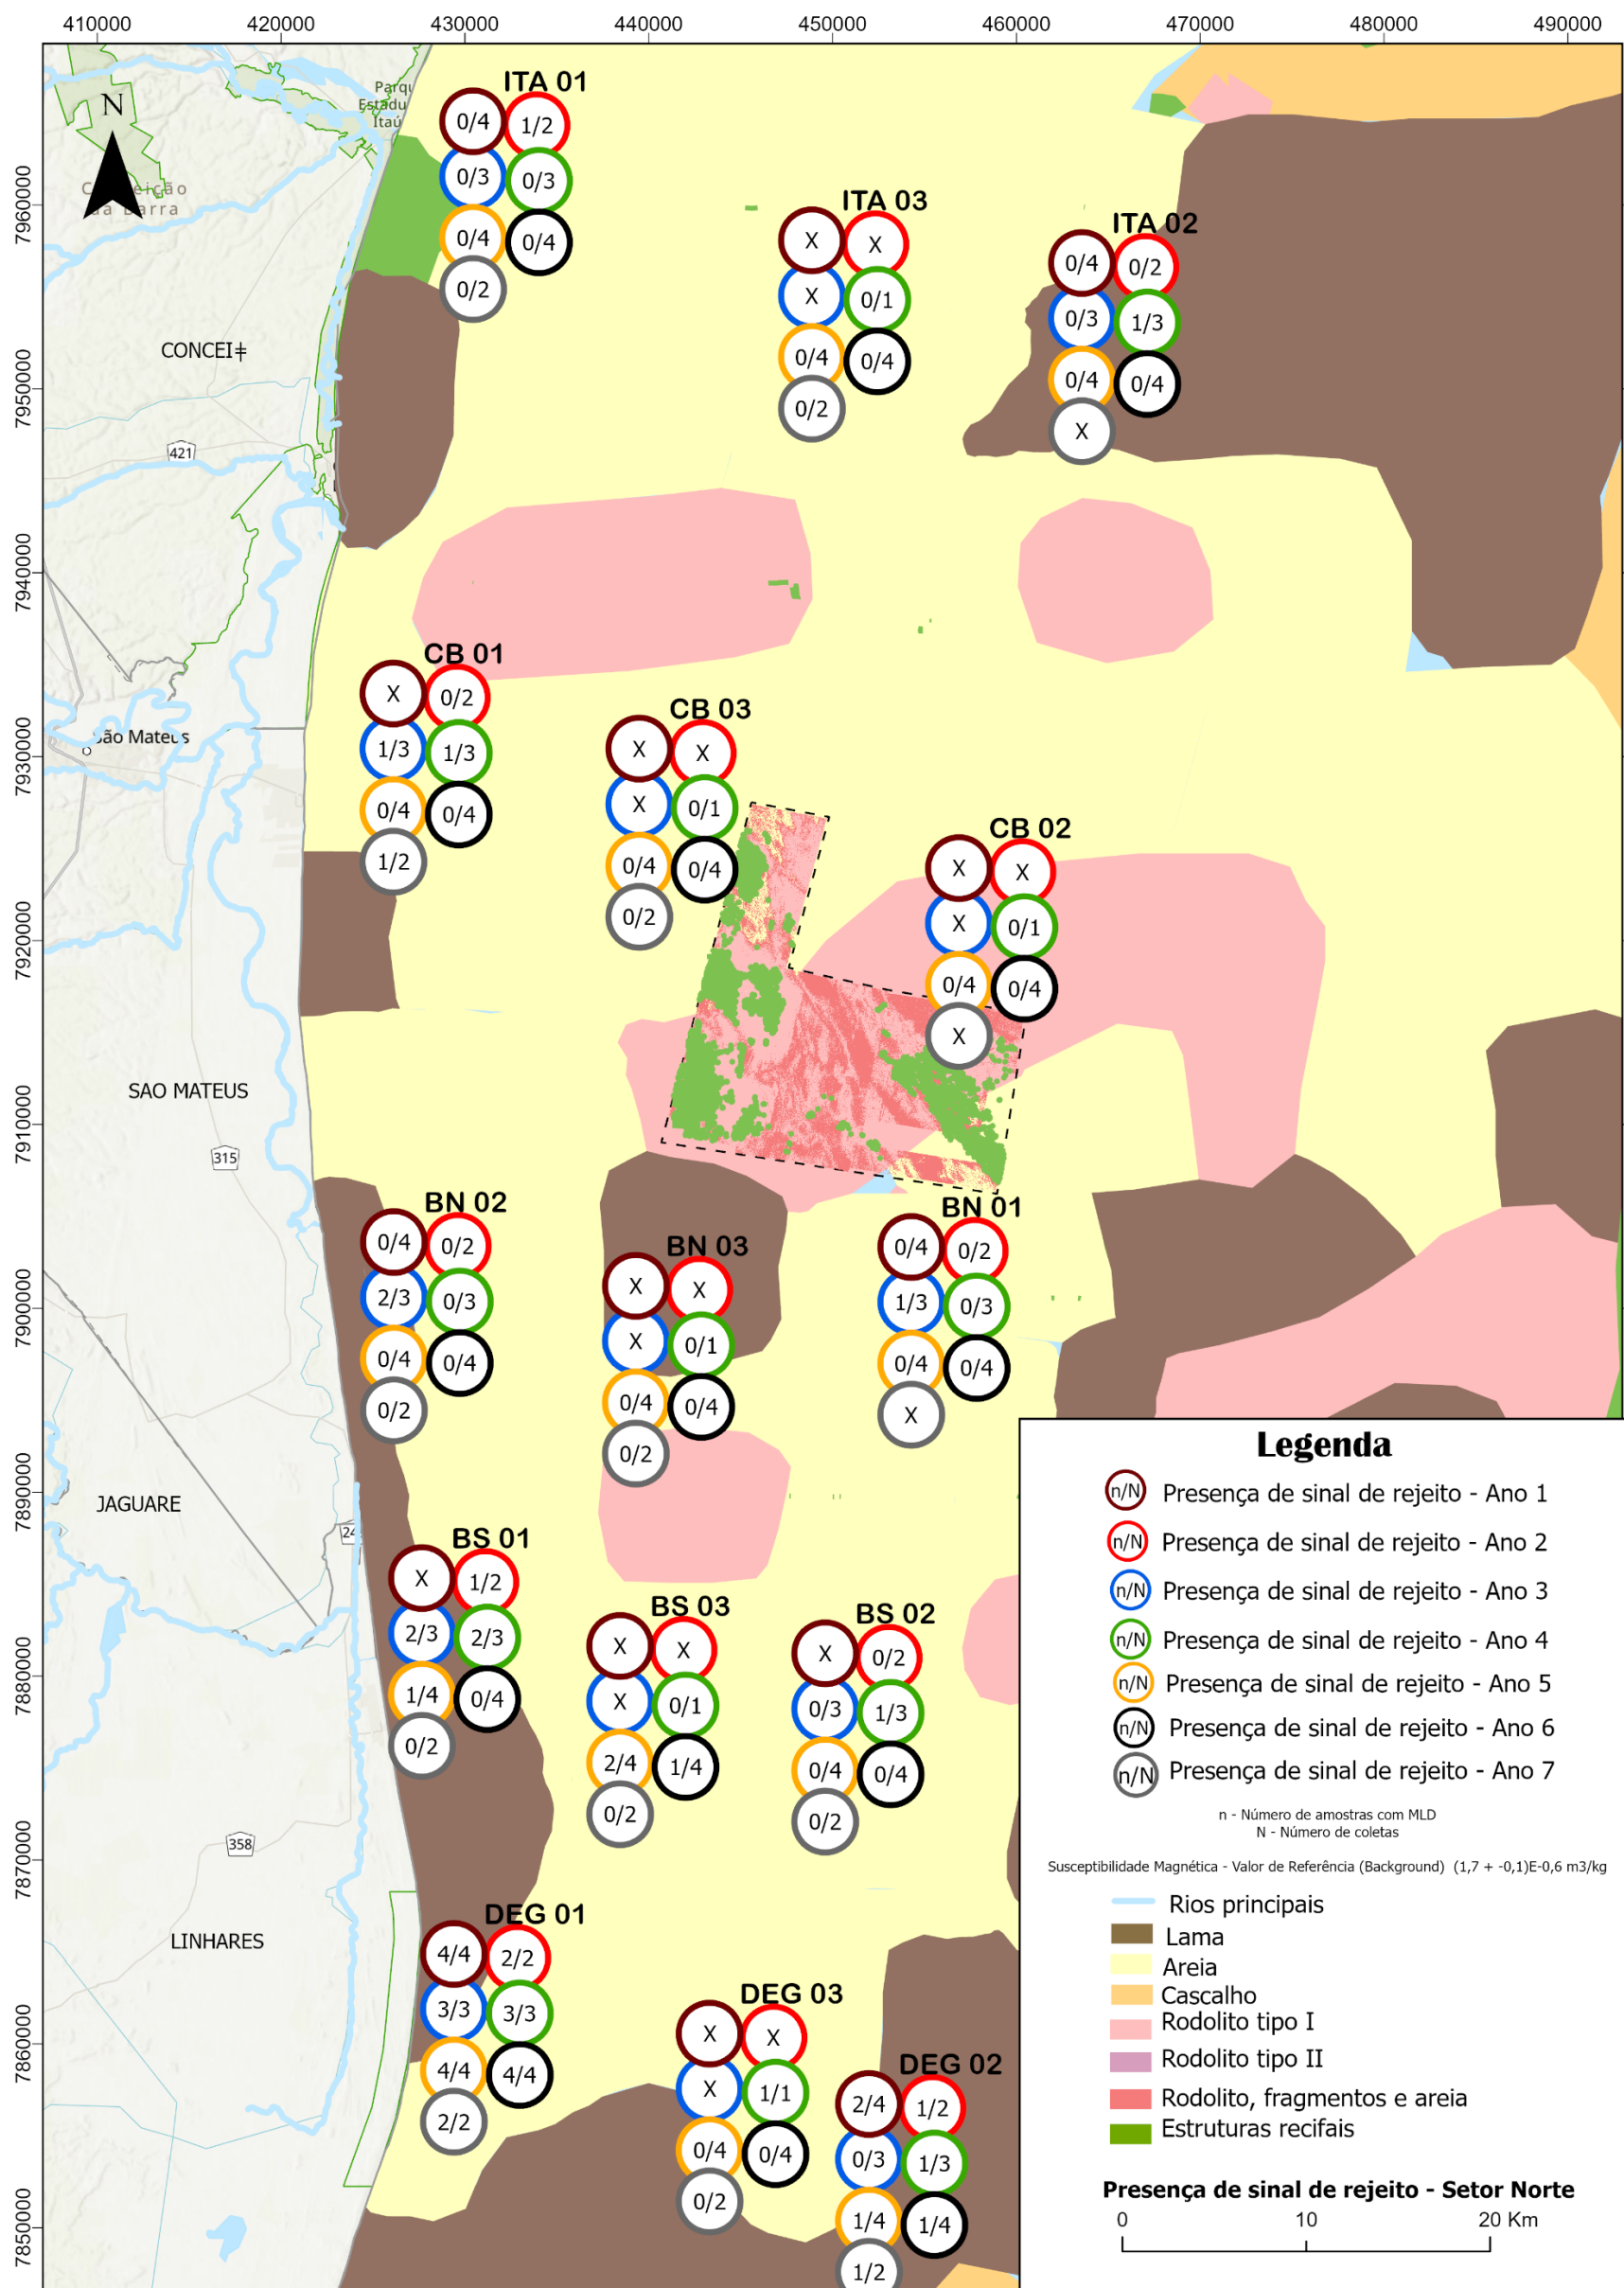 410000 420000 430000 440000 450000 460000 470000 480000 490000
7960000
7950000
7940000
7930000
7920000
7910000
7900000
7890000
7880000
7870000
7860000
7850000
N
Parqu
Estadu
Itaú
Conceição
da Barra
CONCEI‡
421
São Mateus
SAO MATEUS
315
JAGUARE
24
358
LINHARES
ITA 01
0/4 1/2
0/3 0/3
0/4 0/4
0/2
ITA 03
X X
X 0/1
0/4 0/4
0/2
ITA 02
0/4 0/2
0/3 1/3
0/4 0/4
X
CB 01
X 0/2
1/3 1/3
0/4 0/4
1/2
CB 03
X X
X 0/1
0/4 0/4
0/2
CB 02
X X
X 0/1
0/4 0/4
X
BN 02
0/4 0/2
2/3 0/3
0/4 0/4
0/2
BN 03
X X
X 0/1
0/4 0/4
0/2
BN 01
0/4 0/2
1/3 0/3
0/4 0/4
X
BS 01
X 1/2
2/3 2/3
1/4 0/4
0/2
BS 03
X X
X 0/1
2/4 1/4
0/2
BS 02
X 0/2
0/3 1/3
0/4 0/4
0/2
DEG 01
4/4 2/2
3/3 3/3
4/4 4/4
2/2
DEG 03
X X
X 1/1
0/4 0/4
0/2
DEG 02
2/4 1/2
0/3 1/3
1/4 1/4
1/2
Legenda
n/N Presença de sinal de rejeito - Ano 1
n/N Presença de sinal de rejeito - Ano 2
n/N Presença de sinal de rejeito - Ano 3
n/N Presença de sinal de rejeito - Ano 4
n/N Presença de sinal de rejeito - Ano 5
n/N Presença de sinal de rejeito - Ano 6
n/N Presença de sinal de rejeito - Ano 7
n - Número de amostras com MLD
N - Número de coletas
Susceptibilidade Magnética - Valor de Referência (Background) (1,7 + -0,1)E-0,6 m3/kg
Rios principais
Lama
Areia
Cascalho
Rodolito tipo I
Rodolito tipo II
Rodolito, fragmentos e areia
Estruturas recifais
Presença de sinal de rejeito - Setor Norte
0 10 20 Km